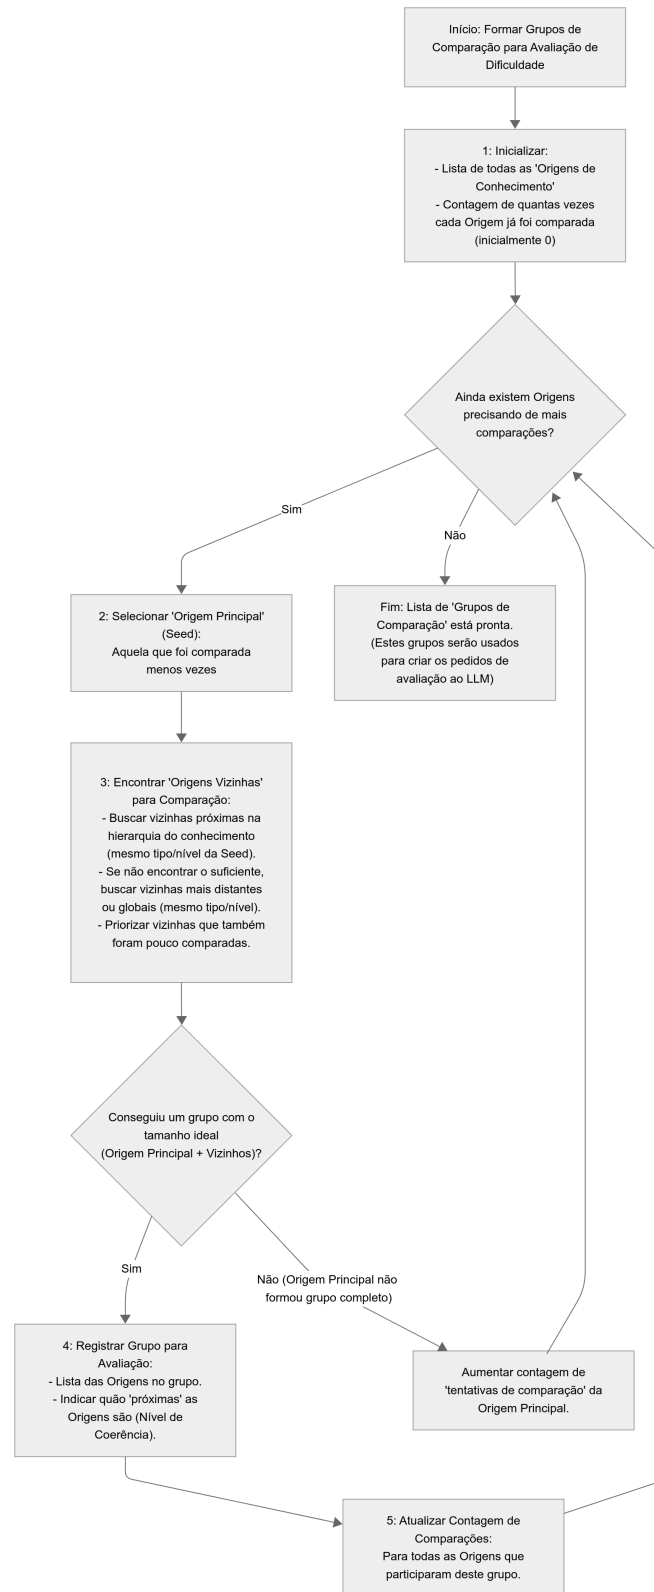 Início: Formar Grupos de
Comparação para Avaliação de
Dificuldade
1: Inicializar:
- Lista de todas as 'Origens de
Conhecimento'
- Contagem de quantas vezes
cada Origem já foi comparada
(inicialmente 0)
Ainda existem Origens
precisando de mais
comparações?
Sim
Não
2: Selecionar 'Origem Principal'
(Seed):
Aquela que foi comparada
menos vezes
Fim: Lista de 'Grupos de
Comparação' está pronta.
(Estes grupos serão usados
para criar os pedidos de
avaliação ao LLM)
3: Encontrar 'Origens Vizinhas'
para Comparação:
- Buscar vizinhas próximas na
hierarquia do conhecimento
(mesmo tipo/nível da Seed).
- Se não encontrar o suficiente,
buscar vizinhas mais distantes
ou globais (mesmo tipo/nível).
- Priorizar vizinhas que também
foram pouco comparadas.
Conseguiu um grupo com o
tamanho ideal
(Origem Principal + Vizinhos)?
Sim
Não (Origem Principal não
formou grupo completo)
4: Registrar Grupo para
Avaliação:
- Lista das Origens no grupo.
- Indicar quão 'próximas' as
Origens são (Nível de
Coerência).
Aumentar contagem de
'tentativas de comparação' da
Origem Principal.
5: Atualizar Contagem de
Comparações:
Para todas as Origens que
participaram deste grupo.